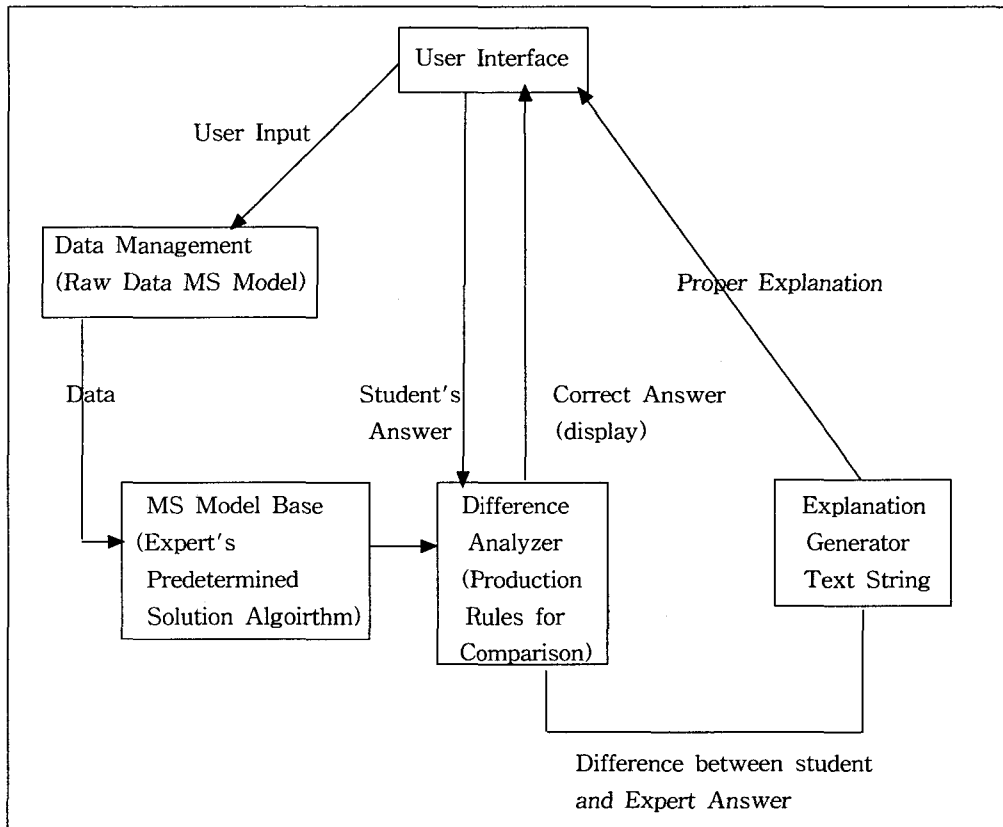 User Interface
User Input
Data Management
(Raw Data MS Model)
Proper Explanation
Data
Student's
Answer
Correct Answer
(display)
MS Model Base
(Expert's
Predetermined
Solution Algoirthm)
Difference
Analyzer
(Production
Rules for
Comparison)
Explanation
Generator
Text String
Difference between student
and Expert Answer